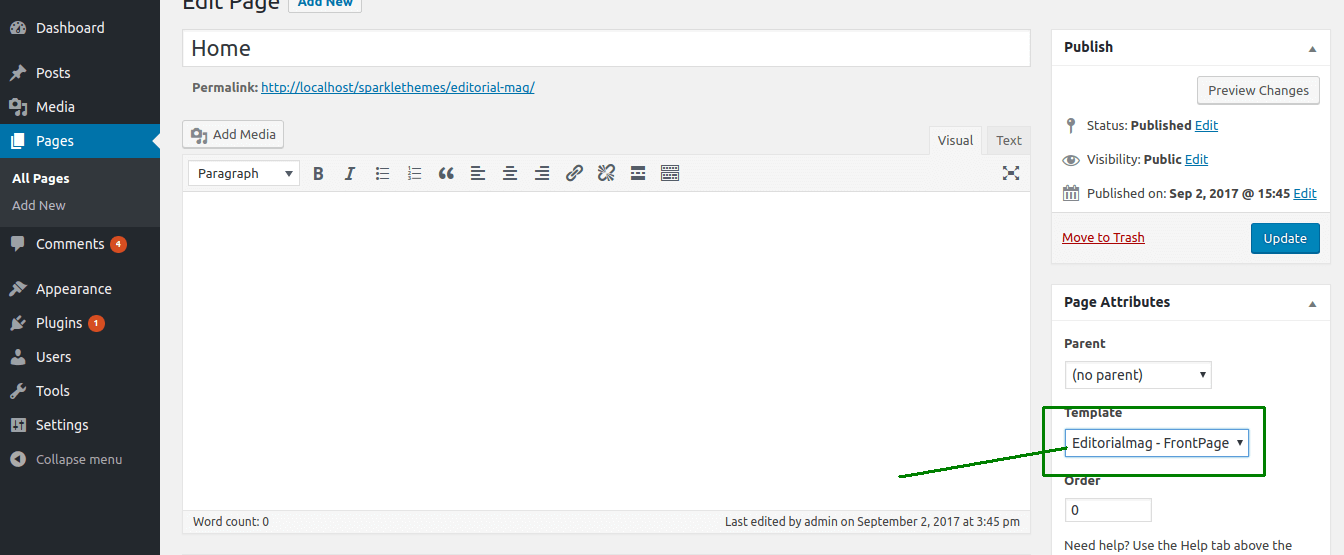 Edit Page Add New
Dashboard
Posts
Media
Pages
All Pages
Add New
Comments 4
Appearance
Plugins 1
Users
Tools
Settings
Collapse menu
Home
Permalink: http://localhost/sparklethemes/editorial-mag/
Add Media
Visual Text
Paragraph
Word count: 0
Last edited by admin on September 2, 2017 at 3:45 pm
Publish
Preview Changes
Status: Published Edit
Visibility: Public Edit
Published on: Sep 2, 2017 @ 15:45 Edit
Move to Trash
Update
Page Attributes
Parent
(no parent)
Template
Editorialmag - FrontPage
Order
0
Need help? Use the Help tab above the